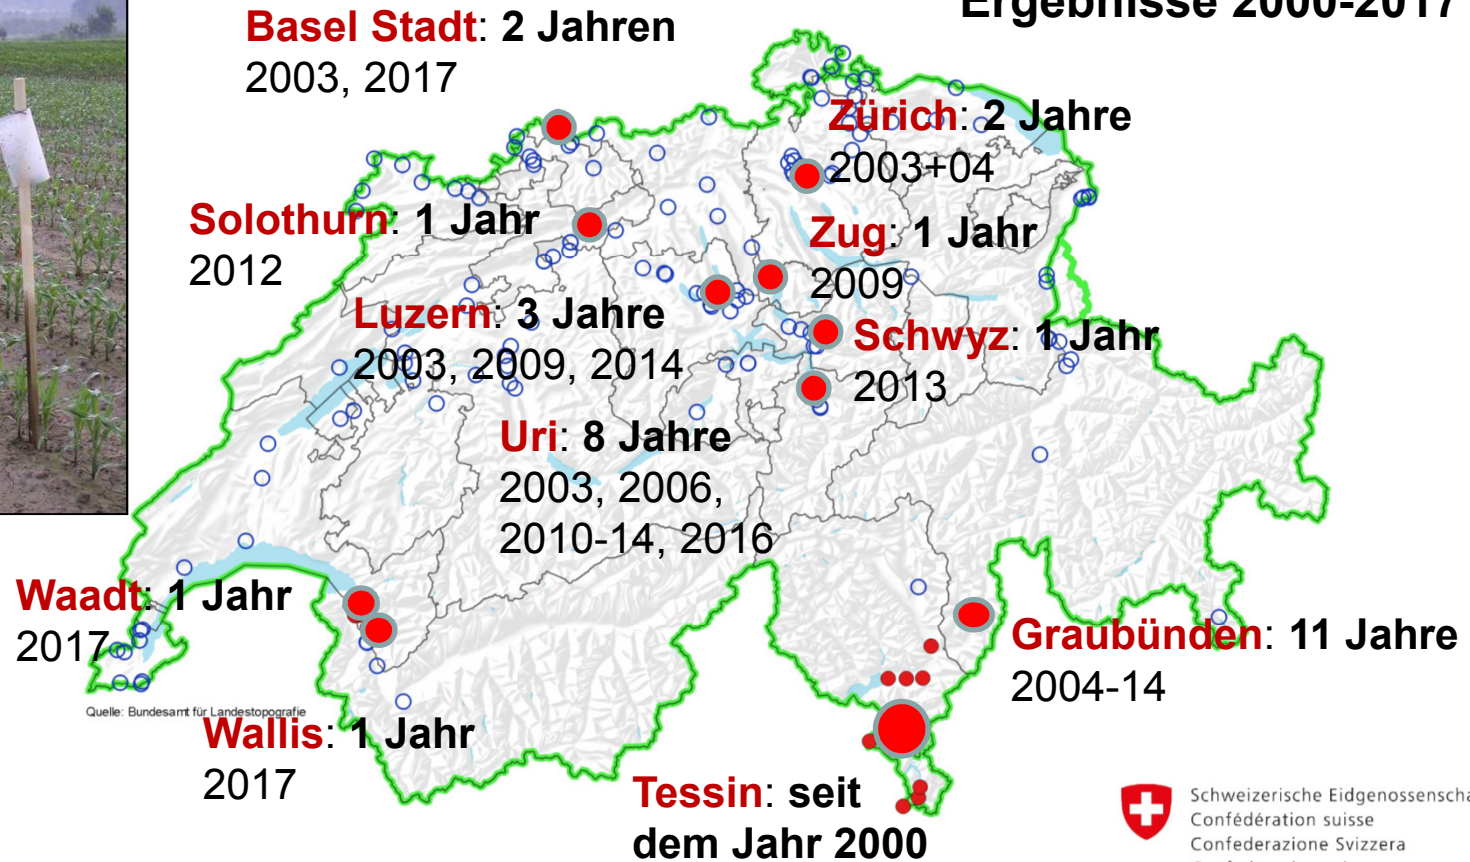 Ergebnisse 2000-2017
Basel Stadt: 2 Jahren
2003, 2017
Zürich: 2 Jahre
2003+04
Solothurn: 1 Jahr
2012
Zug: 1 Jahr
2009
Luzern: 3 Jahre
2003, 2009, 2014
Schwyz: 1 Jahr
2013
Uri: 8 Jahre
2003, 2006,
2010-14, 2016
Waadt: 1 Jahr
2017
Graubünden: 11 Jahre
2004-14
Quelle: Bundesamt für Landestopografie
Wallis: 1 Jahr
2017
Tessin: seit
dem Jahr 2000
Schweizerische Eidgenossenscha
Confédération suisse
Confederazione Svizzera